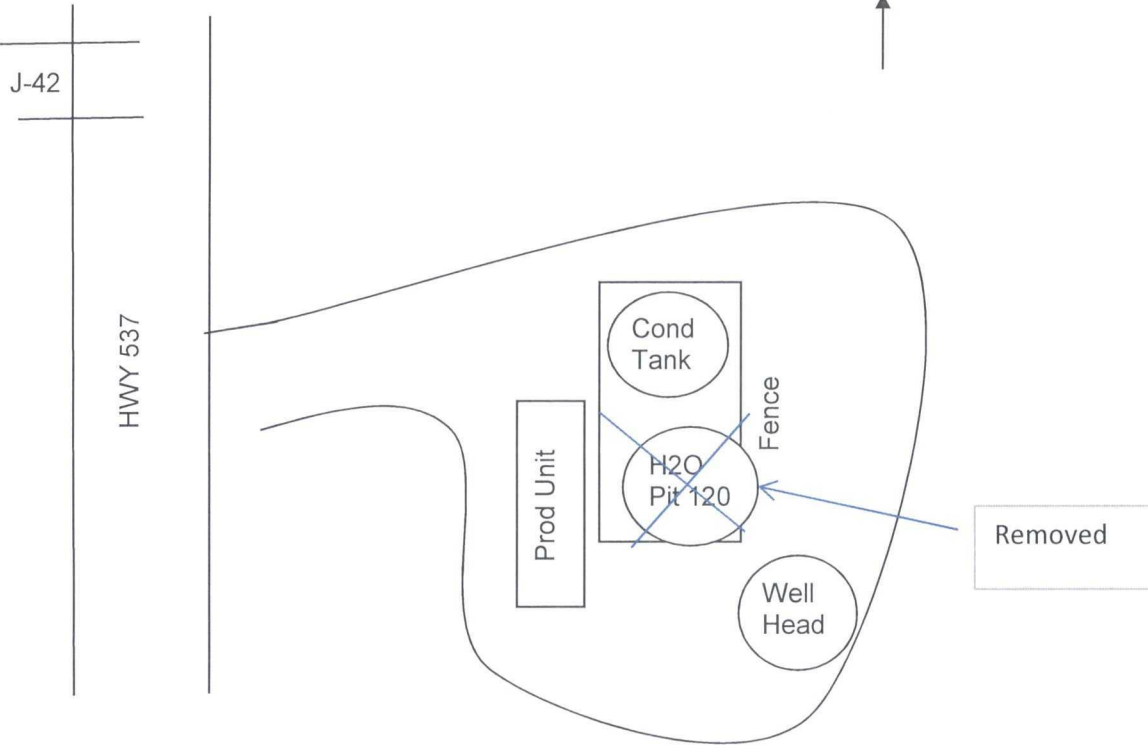 J-42
HWY 537
Cond
Tank
Fence
H2O
Pit 120
Prod Unit
Removed
Well
Head